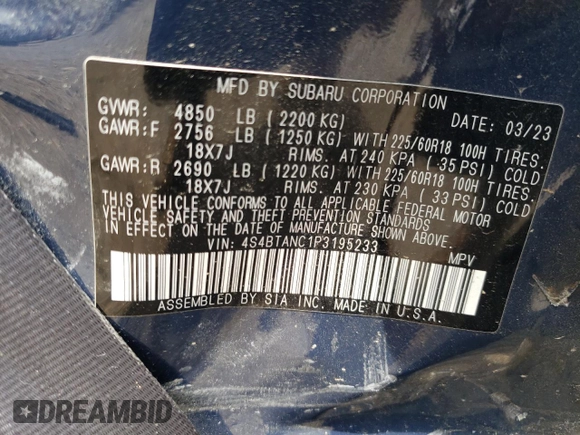 MFD BY SUBARU CORPORATION
GVWR: 4850 LB (2200 KG) DATE: 03/23
GAWR:F 2756 LB (1250 KG) WITH 225/60R18 100H TIRES.
18X7J RIMS. AT 240 KPA (35 PSI) COLD
GAWR:R 2690 LB (1220 KG) WITH 225/60R18 100H TIRES.
18X7J RIMS. AT 230 KPA (33 PSI) COLD
THIS VEHICLE CONFORMS TO ALL APPLICABLE FEDERAL MOTOR
VEHICLE SAFETY AND BUMPER STANDARDS
IN EFFECT ON THE DATE OF MANUFACTURE SHOWN ABOVE.
VIN: 4S4BTANC1P3195233 MPV
ASSEMBLED BY SIA INC. MADE IN U.S.A.
DREAMBID